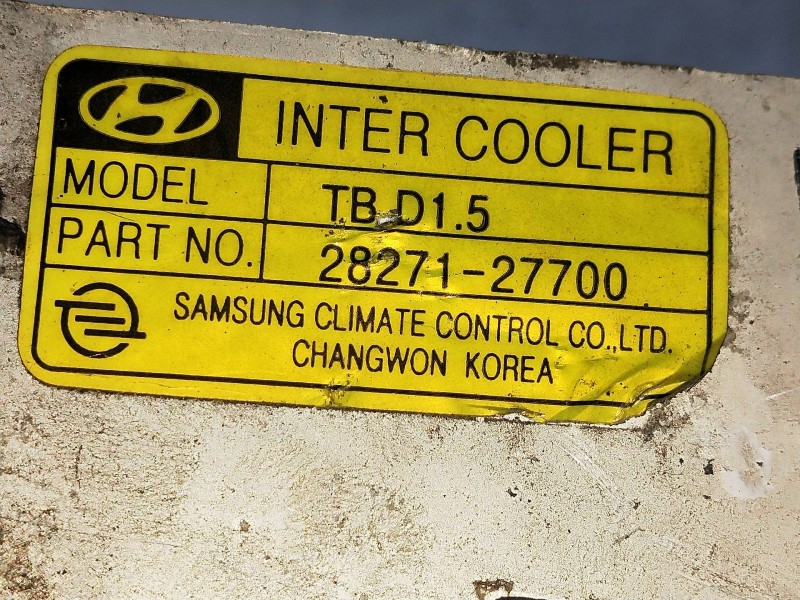 INTER COOLER
MODEL TB D1.5
PART NO. 28271-27700
SAMSUNG CLIMATE CONTROL CO.,LTD.
CHANGWON KOREA